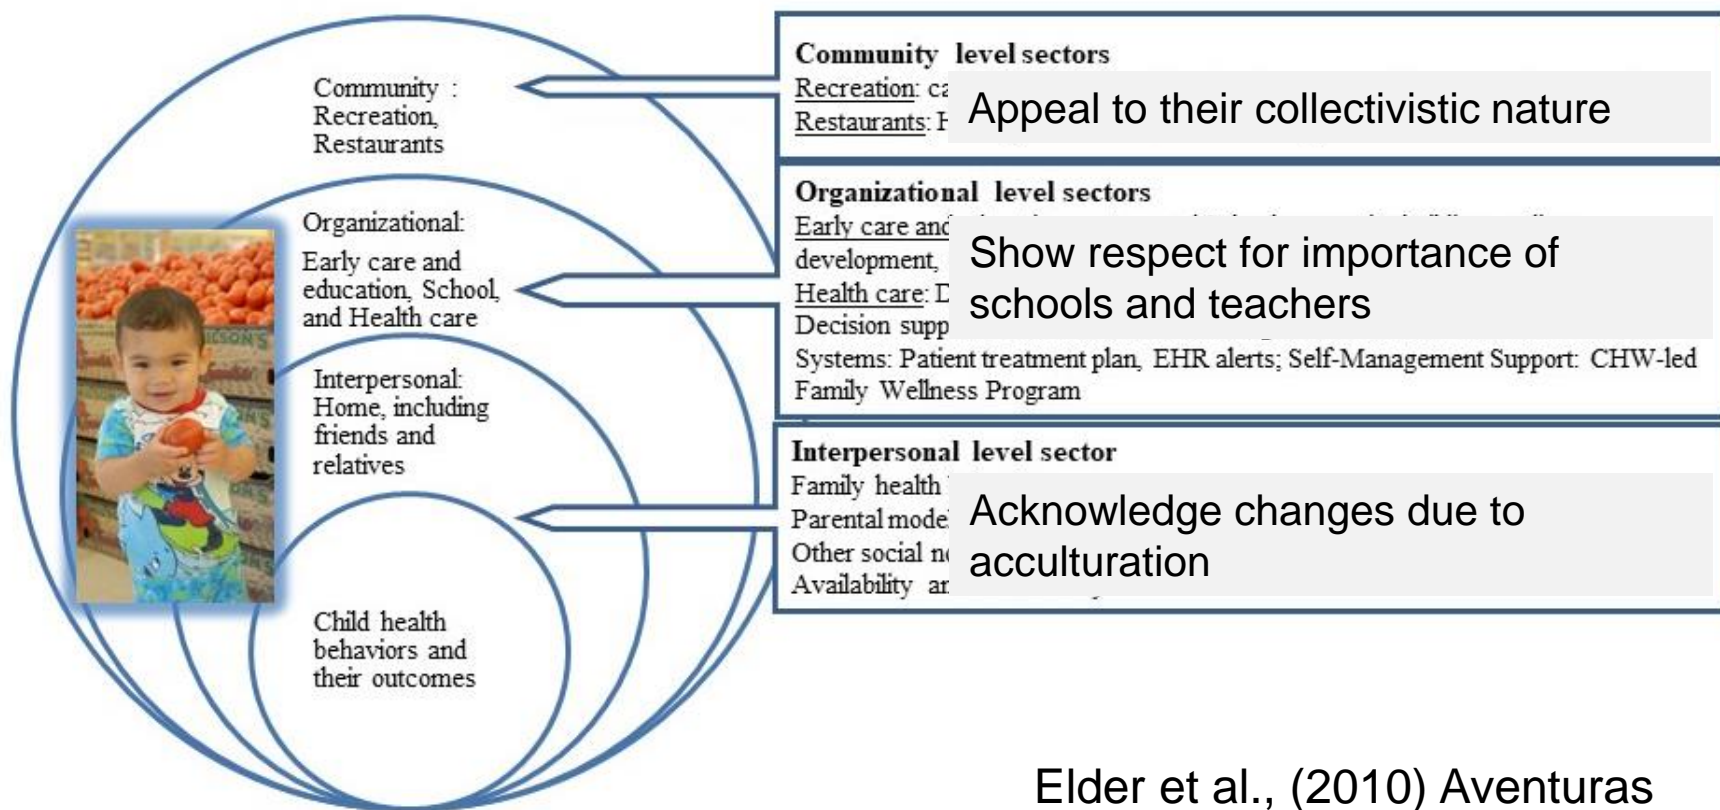 Community :
Recreation,
Restaurants
Organizational:
Early care and
education, School,
and Health care
Interpersonal:
Home, including
friends and
relatives
Child health
behaviors and
their outcomes
Community level sectors
Recreation:
Restaurants:
Appeal to their collectivistic nature
Organizational level sectors
Early care and
development,
Health care:
Decision
Show respect for importance of
schools and teachers
Systems: Patient treatment plan, EHR alerts; Self-Management Support: CHW-led
Family Wellness Program
Interpersonal level sector
Family health
Parental
Other social
Availability
Acknowledge changes due to
acculturation
Elder et al., (2010) Aventuras